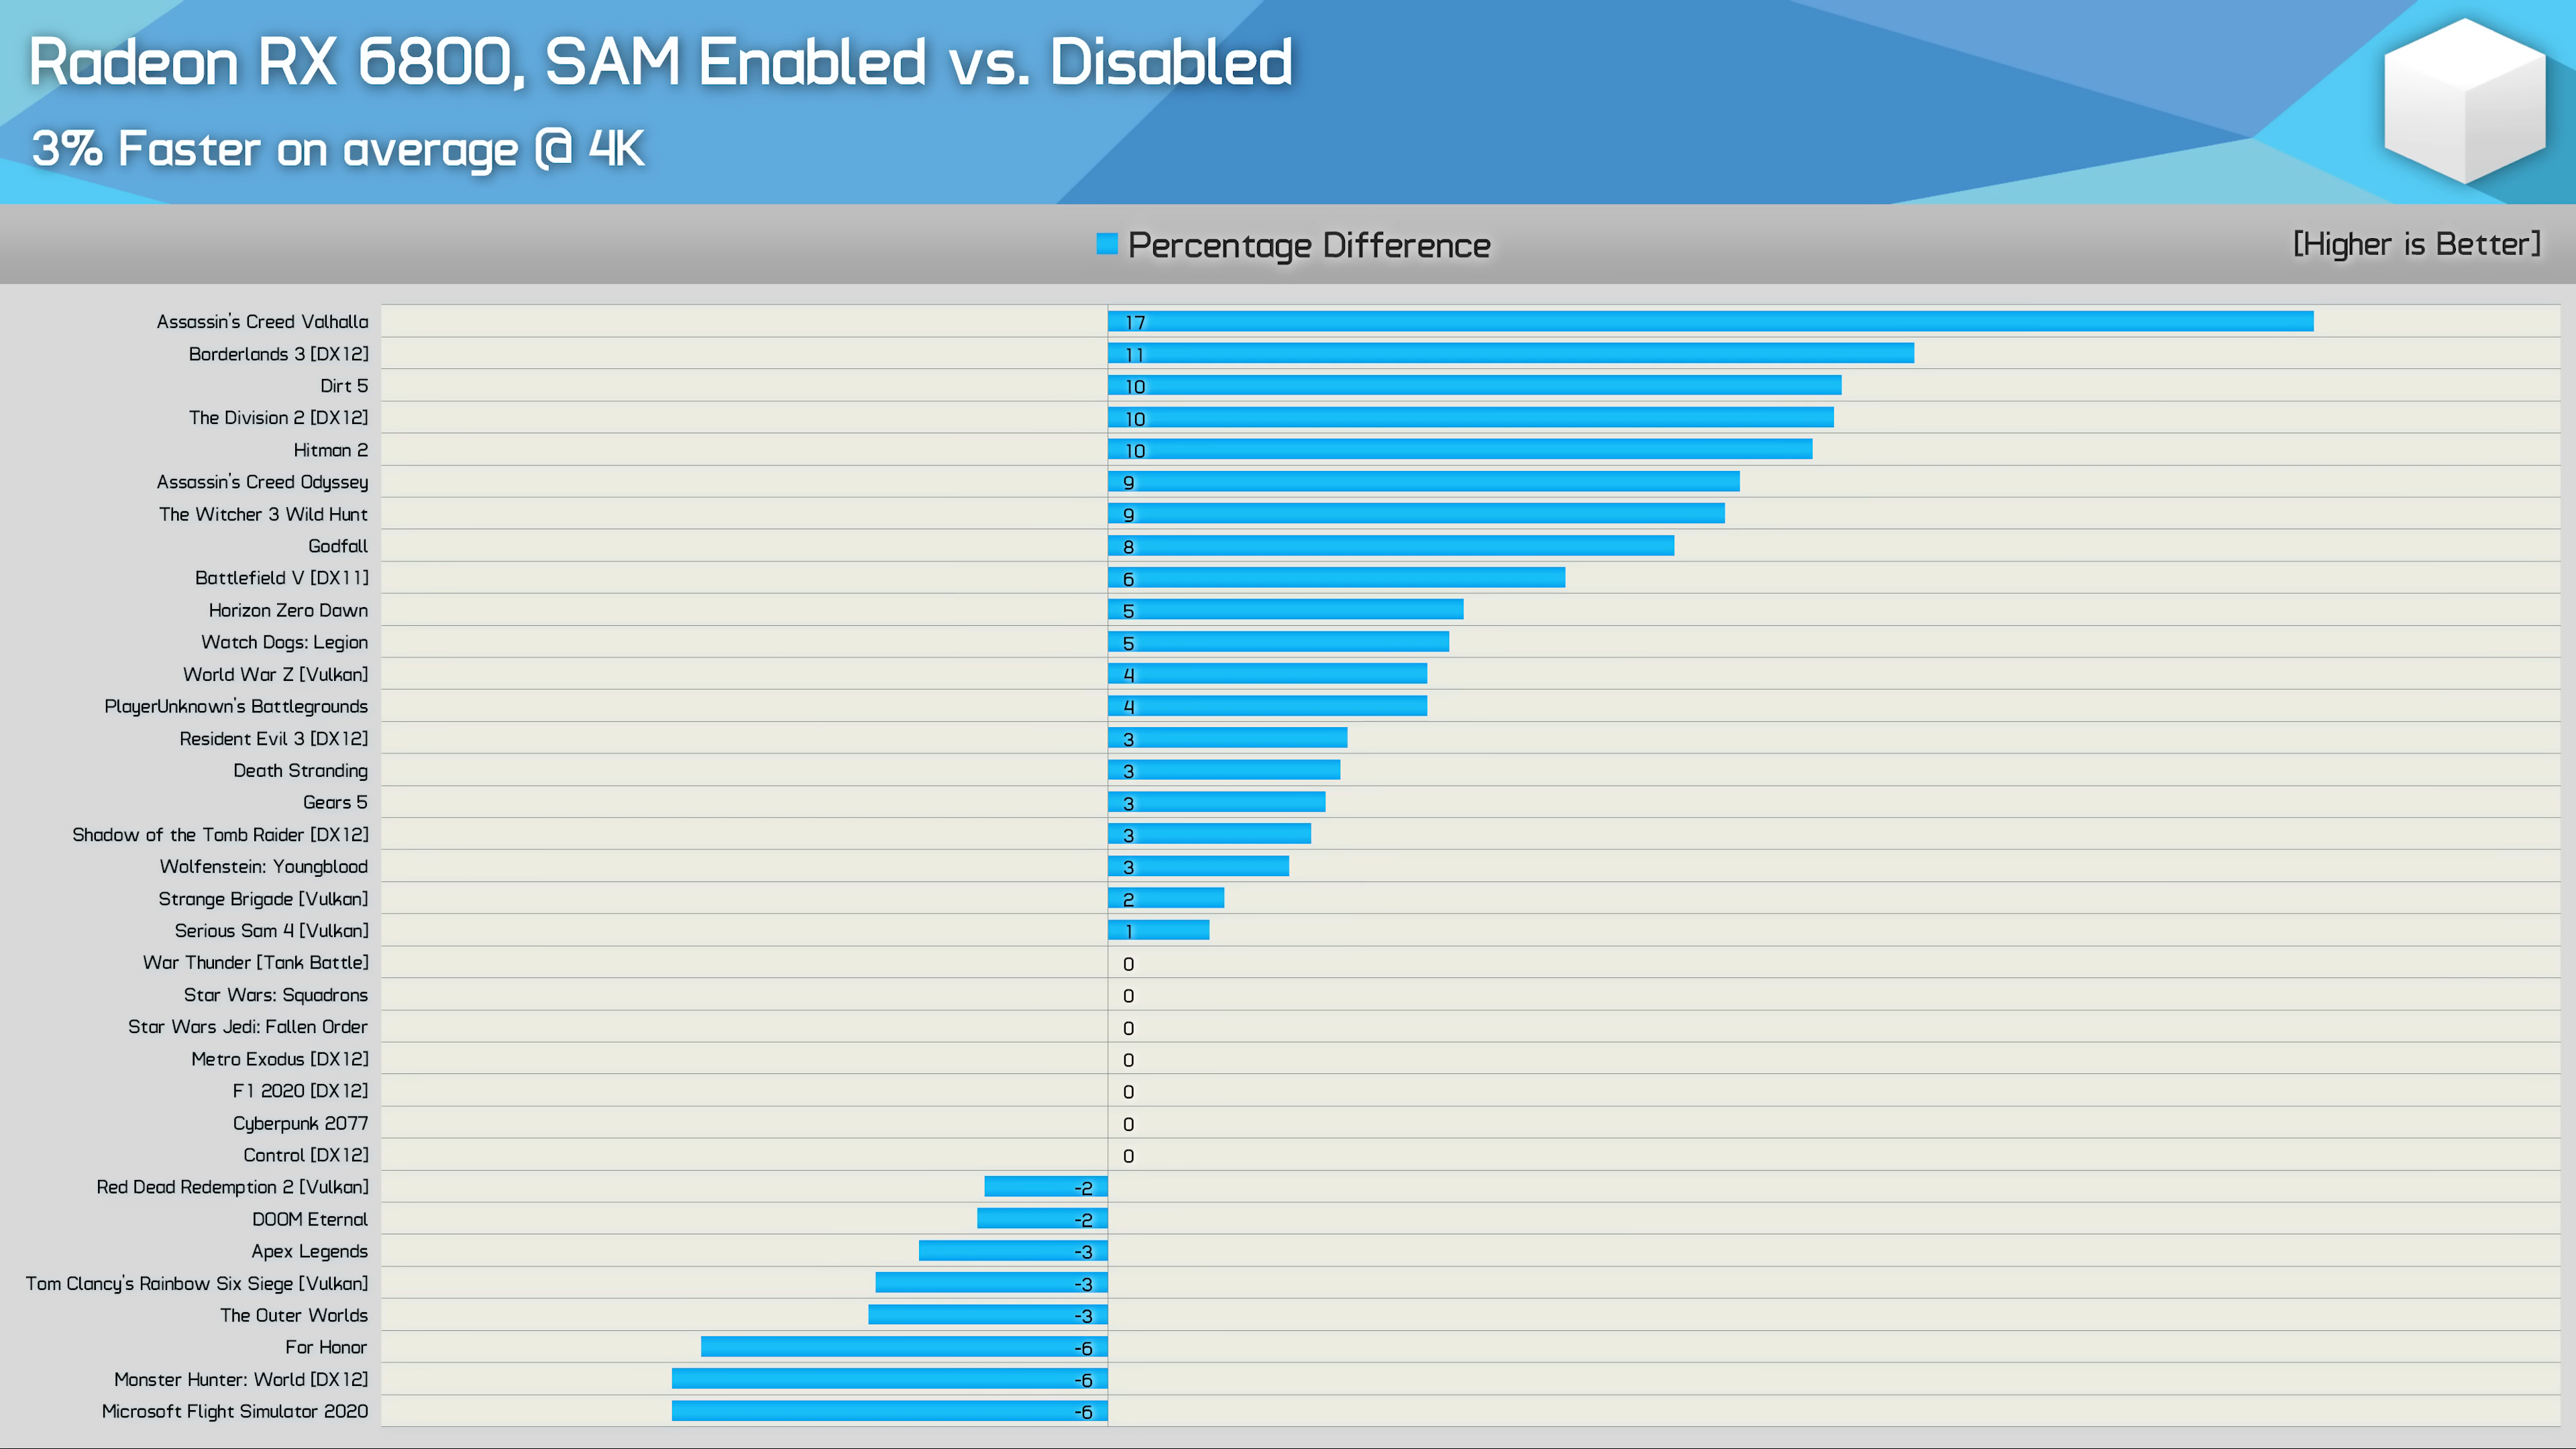 Radeon RX 6800, SAM Enabled vs. Disabled
3% Faster on average @ 4K
Percentage Difference
[Higher is Better]
Assassin's Creed Valhalla 17
Borderlands 3 [DX12] 11
Dirt 5 10
The Division 2 [DX12] 10
Hitman 2 10
Assassin's Creed Odyssey 9
The Witcher 3 Wild Hunt 9
Godfall 8
Battlefield V [DX11] 6
Horizon Zero Dawn 5
Watch Dogs: Legion 5
World War Z [Vulkan] 4
PlayerUnknown's Battlegrounds 4
Resident Evil 3 [DX12] 3
Death Stranding 3
Gears 5 3
Shadow of the Tomb Raider [DX12] 3
Wolfenstein: Youngblood 3
Strange Brigade [Vulkan] 2
Serious Sam 4 [Vulkan] 1
War Thunder [Tank Battle] 0
Star Wars: Squadrons 0
Star Wars Jedi: Fallen Order 0
Metro Exodus [DX12] 0
F1 2020 [DX12] 0
Cyberpunk 2077 0
Control [DX12] 0
Red Dead Redemption 2 [Vulkan] -2
DOOM Eternal -2
Apex Legends -3
Tom Clancy's Rainbow Six Siege [Vulkan] -3
The Outer Worlds -3
For Honor -6
Monster Hunter: World [DX12] -6
Microsoft Flight Simulator 2020 -6